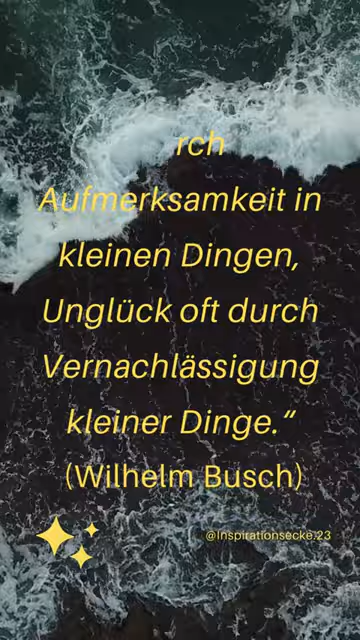 rch
Aufmerksamkeit in
kleinen Dingen,
Unglück oft durch
Vernachlässigung
kleiner Dinge.“
(Wilhelm Busch)
@Inspirationsecke.23